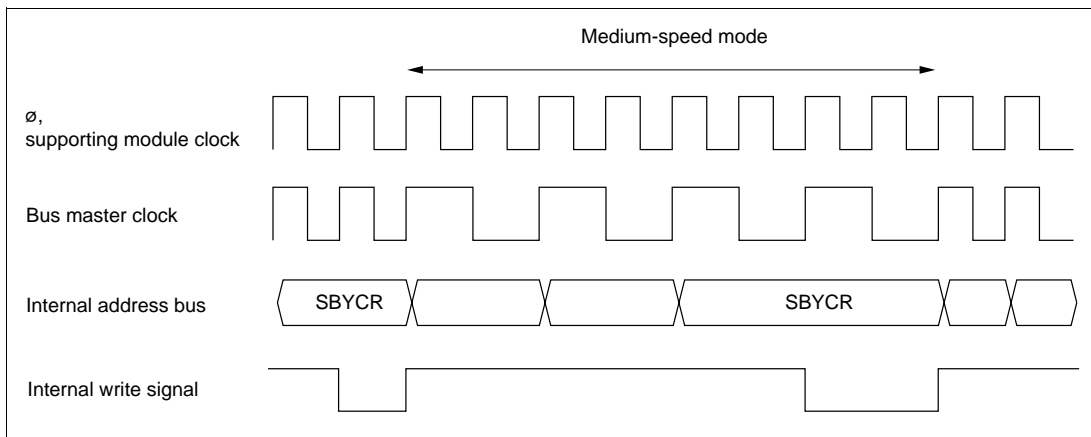 Medium-speed mode
ø,
supporting module clock
Bus master clock
Internal address bus
SBYCR
SBYCR
Internal write signal